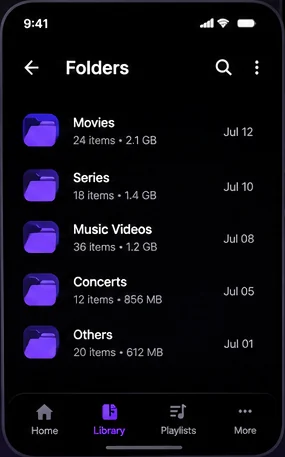 9:41
Folders
Movies
24 items • 2.1 GB
Jul 12
Series
18 items • 1.4 GB
Jul 10
Music Videos
36 items • 1.2 GB
Jul 08
Concerts
12 items • 856 MB
Jul 05
Others
20 items • 612 MB
Jul 01
Home Library Playlists More